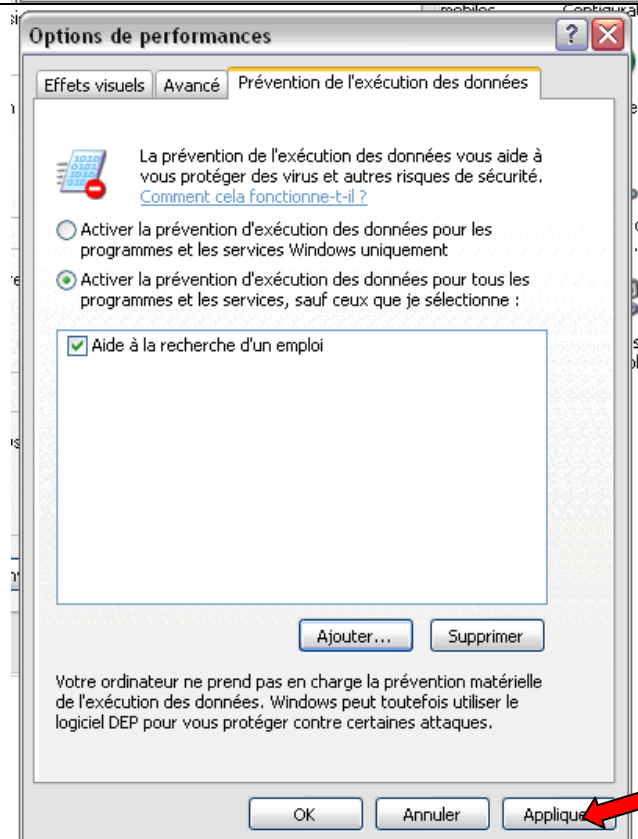 mobiles Configura
Options de performances
Effets visuels Avancé Prévention de l'exécution des données
La prévention de l'exécution des données vous aide à
vous protéger des virus et autres risques de sécurité.
Comment cela fonctionne-t-il ?
Activer la prévention d'exécution des données pour les
programmes et les services Windows uniquement
Activer la prévention d'exécution des données pour tous les
programmes et les services, sauf ceux que je sélectionne :
Aide à la recherche d'un emploi
Ajouter... Supprimer
Votre ordinateur ne prend pas en charge la prévention matérielle
de l'exécution des données. Windows peut toutefois utiliser le
logiciel DEP pour vous protéger contre certaines attaques.
OK Annuler Applique